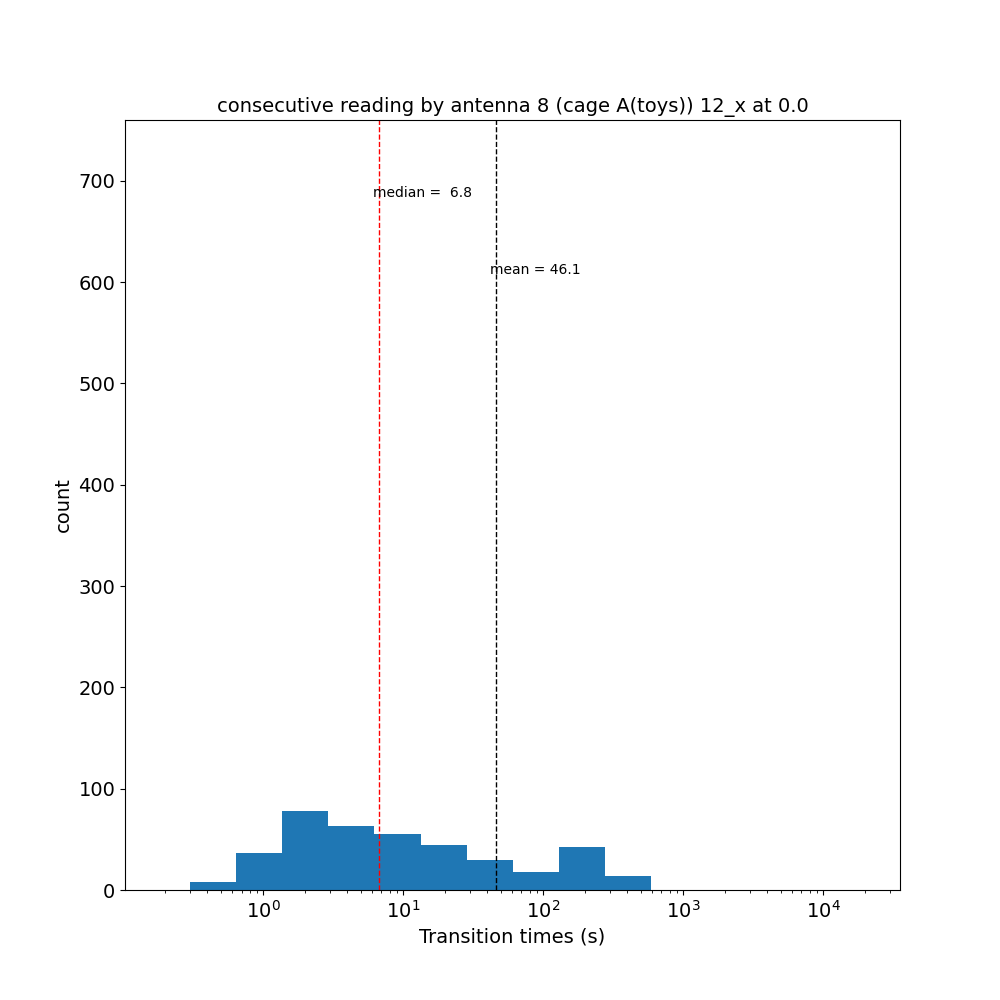 consecutive reading by antenna 8 (cage A(toys)) 12_x at 0.0
700
median =  6.8
mean = 46.1
600
500
400
count
300
200
100
0
10⁰ 10¹ 10² 10³ 10⁴
Transition times (s)